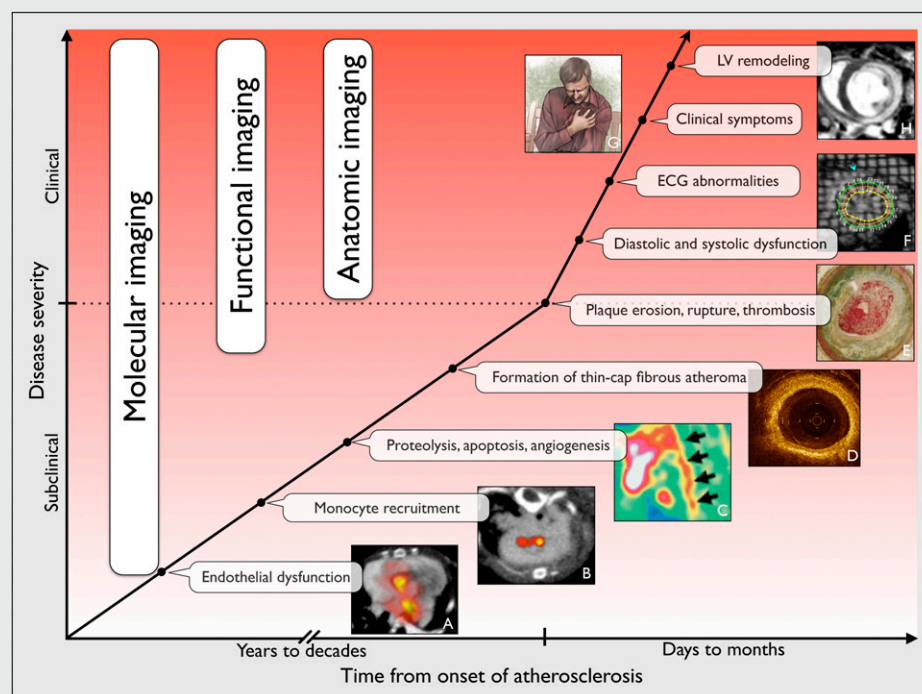 Molecular imaging
Functional imaging
Anatomic imaging
Disease severity
Clinical
Subclinical
LV remodeling
H
Clinical symptoms
G
ECG abnormalities
F
Diastolic and systolic dysfunction
Plaque erosion, rupture, thrombosis
E
Formation of thin-cap fibrous atheroma
D
Proteolysis, apoptosis, angiogenesis
C
Monocyte recruitment
B
Endothelial dysfunction
A
Years to decades
Days to months
Time from onset of atherosclerosis